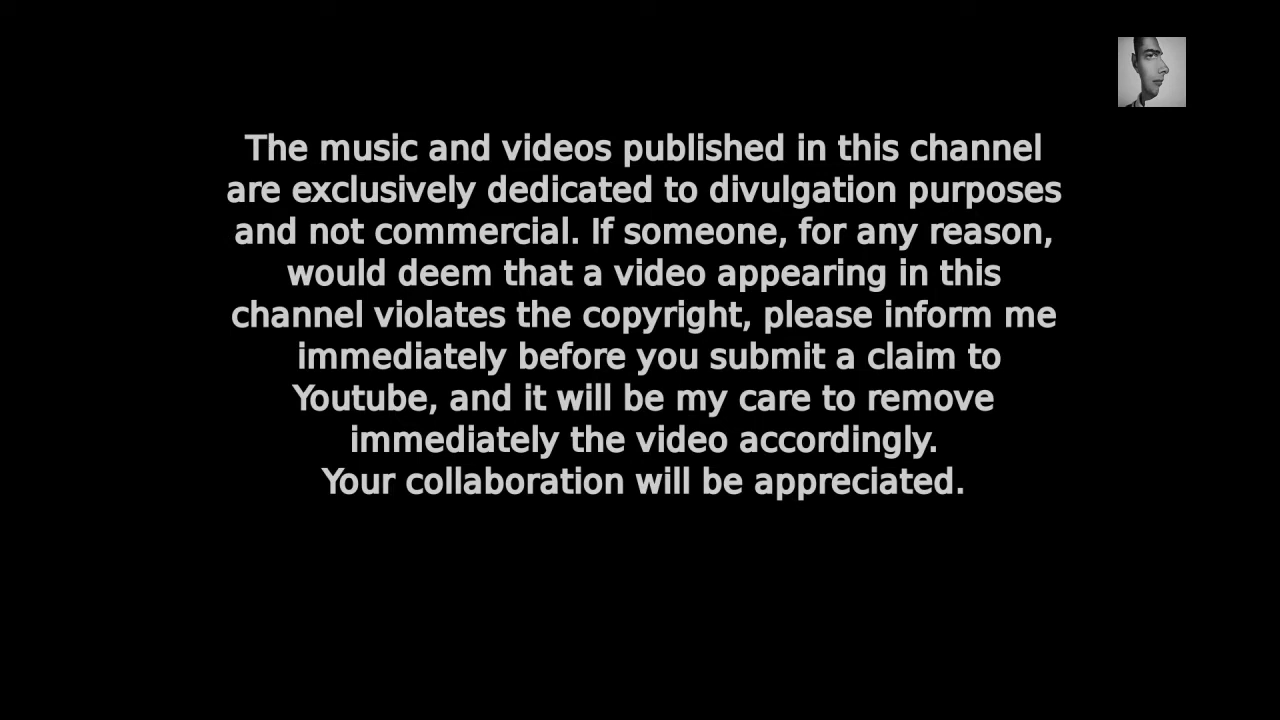 The music and videos published in this channel
are exclusively dedicated to divulgation purposes
and not commercial. If someone, for any reason,
would deem that a video appearing in this
channel violates the copyright, please inform me
immediately before you submit a claim to
Youtube, and it will be my care to remove
immediately the video accordingly.
Your collaboration will be appreciated.